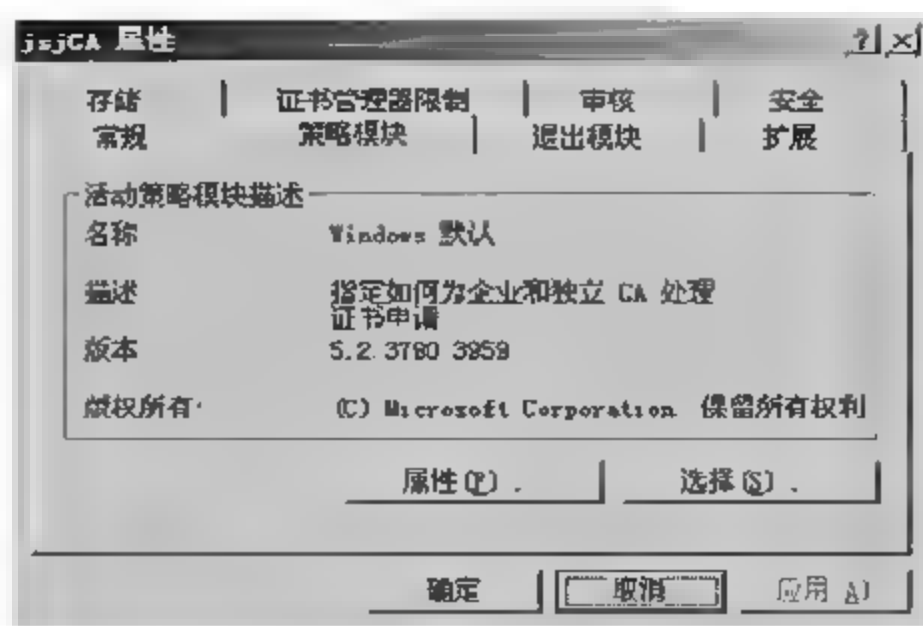 jsjCA 属性
存储 证书管理器限制 审核 安全
常规 策略模块 退出模块 扩展
活动策略模块描述
名称 Windows 默认
描述 指定如何为企业和独立 CA 处理
证书申请
版本 5.2.3790.3959
版权所有: (C) Microsoft Corporation. 保留所有权利
属性(P)... 选择(S)...
确定 取消 应用(A)